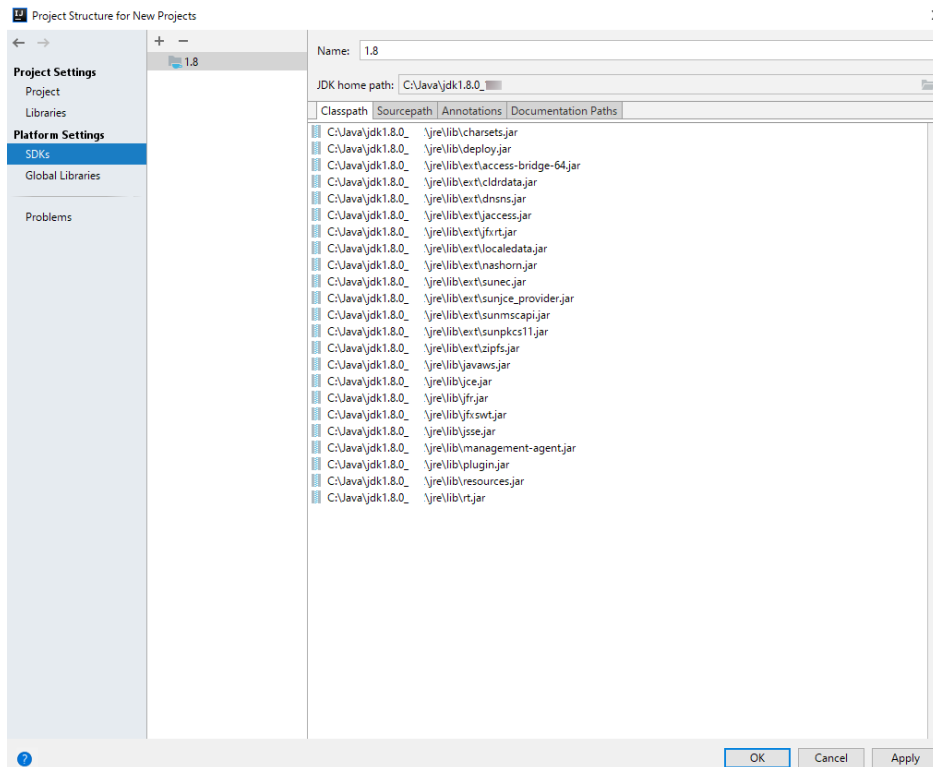 Project Structure for New Projects
Project Settings
Project
Libraries
Platform Settings
SDKs
Global Libraries
Problems
1.8
Name: 1.8
JDK home path: C:\Java\jdk1.8.0_
Classpath Sourcepath Annotations Documentation Paths
C:\Java\jdk1.8.0_ \jre\lib\charsets.jar
C:\Java\jdk1.8.0_ \jre\lib\deploy.jar
C:\Java\jdk1.8.0_ \jre\lib\ext\access-bridge-64.jar
C:\Java\jdk1.8.0_ \jre\lib\ext\cldrdata.jar
C:\Java\jdk1.8.0_ \jre\lib\ext\dnsns.jar
C:\Java\jdk1.8.0_ \jre\lib\ext\jaccess.jar
C:\Java\jdk1.8.0_ \jre\lib\ext\jfxrt.jar
C:\Java\jdk1.8.0_ \jre\lib\ext\localedata.jar
C:\Java\jdk1.8.0_ \jre\lib\ext\nashorn.jar
C:\Java\jdk1.8.0_ \jre\lib\ext\sunec.jar
C:\Java\jdk1.8.0_ \jre\lib\ext\sunjce_provider.jar
C:\Java\jdk1.8.0_ \jre\lib\ext\sunmscapi.jar
C:\Java\jdk1.8.0_ \jre\lib\ext\sunpkcs11.jar
C:\Java\jdk1.8.0_ \jre\lib\ext\zipfs.jar
C:\Java\jdk1.8.0_ \jre\lib\javaws.jar
C:\Java\jdk1.8.0_ \jre\lib\jce.jar
C:\Java\jdk1.8.0_ \jre\lib\jfr.jar
C:\Java\jdk1.8.0_ \jre\lib\jfxswt.jar
C:\Java\jdk1.8.0_ \jre\lib\jsse.jar
C:\Java\jdk1.8.0_ \jre\lib\management-agent.jar
C:\Java\jdk1.8.0_ \jre\lib\plugin.jar
C:\Java\jdk1.8.0_ \jre\lib\resources.jar
C:\Java\jdk1.8.0_ \jre\lib\rt.jar
OK Cancel Apply